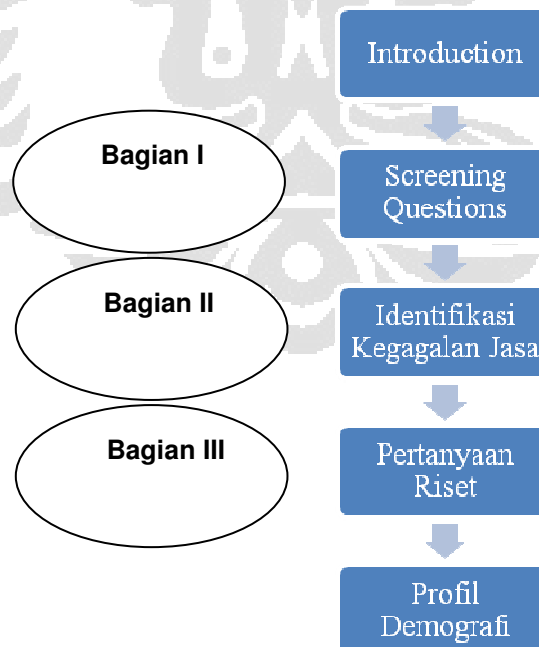 Introduction
Bagian I
Screening
Questions
Bagian II
Identifikasi
Kegagalan Jasa
Bagian III
Pertanyaan
Riset
Profil
Demografi